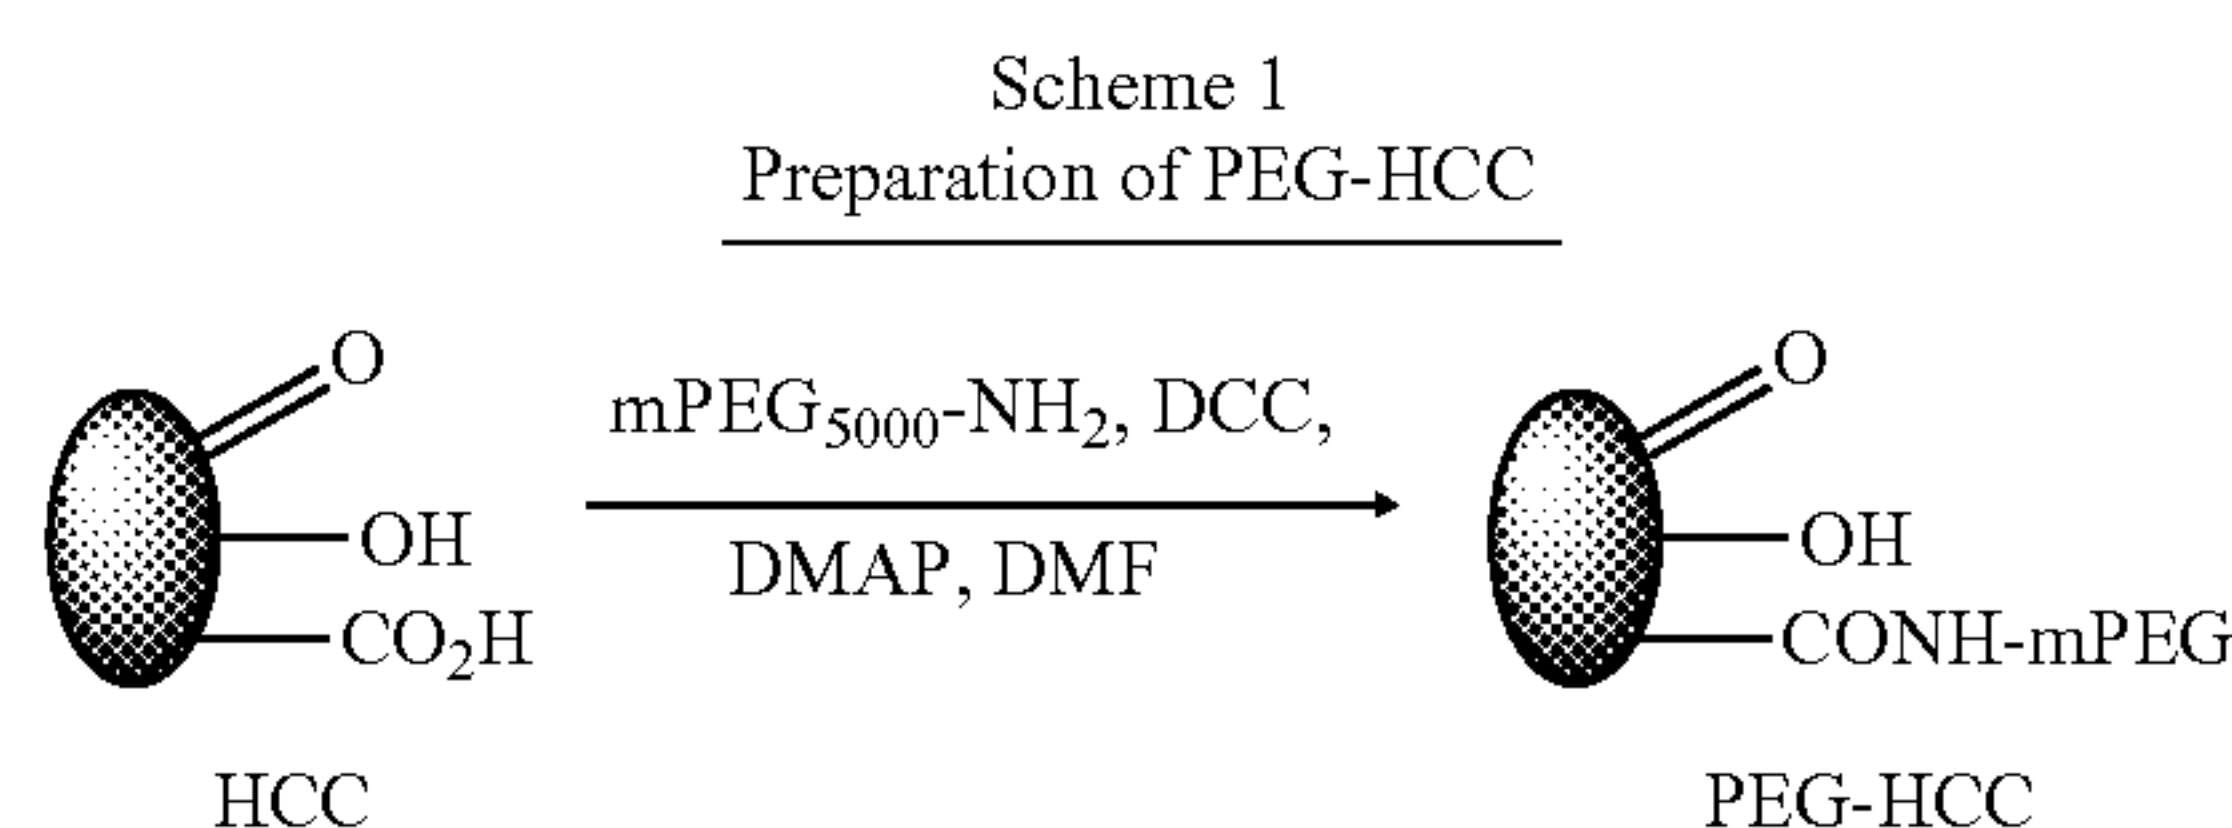 Scheme 1
Preparation of PEG-HCC
O
OH
CO₂H
HCC
mPEG₅₀₀₀-NH₂, DCC,
DMAP, DMF
O
OH
CONH-mPEG
PEG-HCC